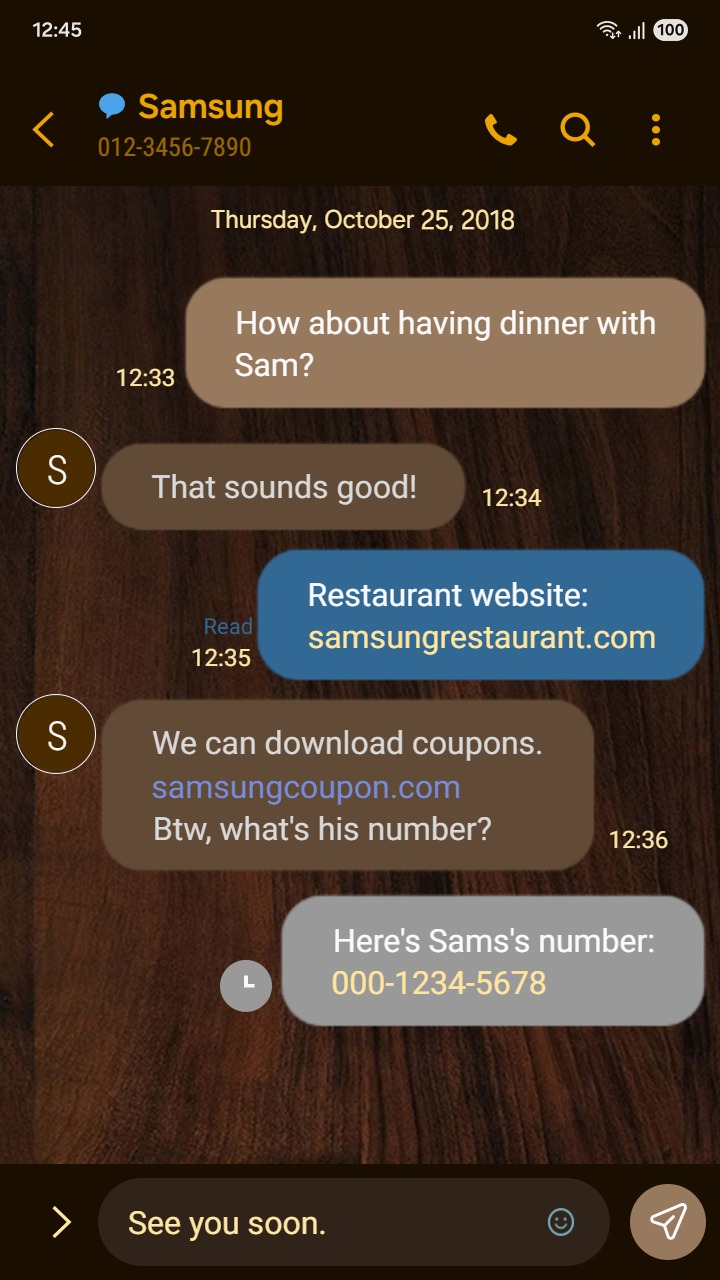 12:45
100
Samsung
012-3456-7890
Thursday, October 25, 2018
How about having dinner with
Sam?
12:33
S
That sounds good!
12:34
Restaurant website:
samsungrestaurant.com
Read
12:35
S
We can download coupons.
samsungcoupon.com
Btw, what's his number?
12:36
Here's Sams's number:
000-1234-5678
See you soon.